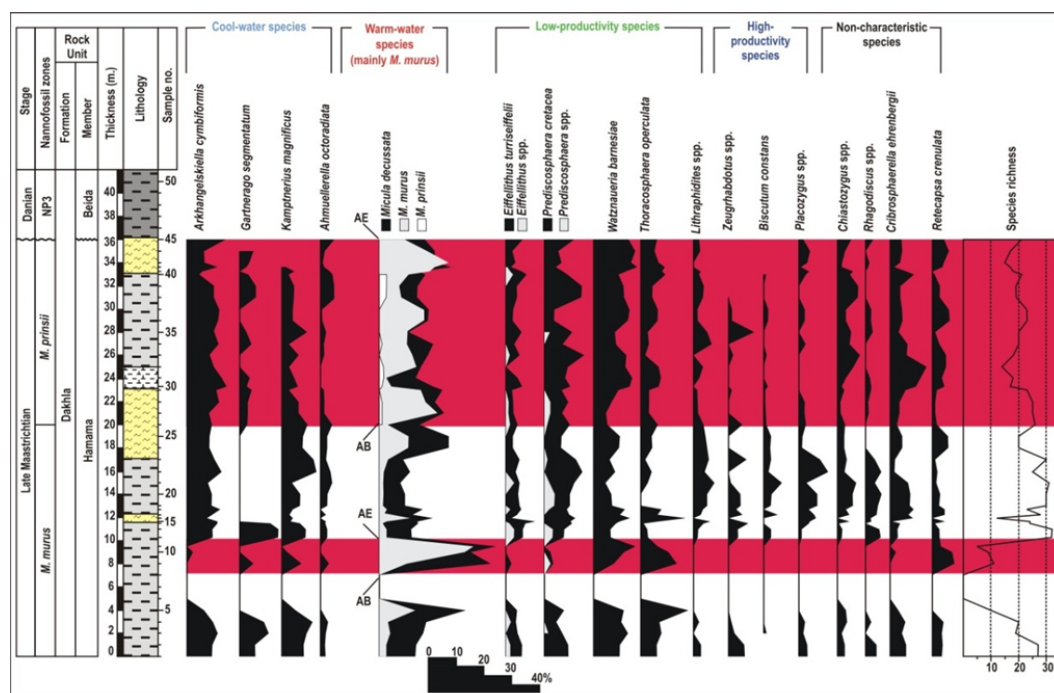 Cool-water species
Warm-water
species
(mainly M. murus)
Low-productivity species
High-
productivity
species
Non-characteristic
species
Stage
Nannofossil zones
Rock
Unit
Formation
Member
Thickness (m.)
Lithology
Sample no.
Arkhangelskiella cymbiformis
Gartnerago segmentatum
Kamptnerius magnificus
Ahmuellerella octoradiata
Micula decussata
M. murus
M. prinsii
Eiffellithus turriseiffelii
Eiffellithus spp.
Prediscosphaera cretacea
Prediscosphaera spp.
Watznaueria barnesiae
Thoracosphaera operculata
Lithraphidites spp.
Zeugrhabdotus spp.
Biscutum constans
Placozygus spp.
Chiastozygus spp.
Rhagodiscus spp.
Cribrosphaerella ehrenbergii
Retecapsa crenulata
Species richness
Danian
NP3
Beida
Late Maastrichtian
M. prinsii
M. murus
Dakhla
Hamama
40
38
36
34
32
30
28
26
24
22
20
18
16
14
12
10
8
6
4
2
0
50
45
40
35
30
25
20
15
10
5
AE
AB
AE
AB
0 10 20 30 40%
10 20 30